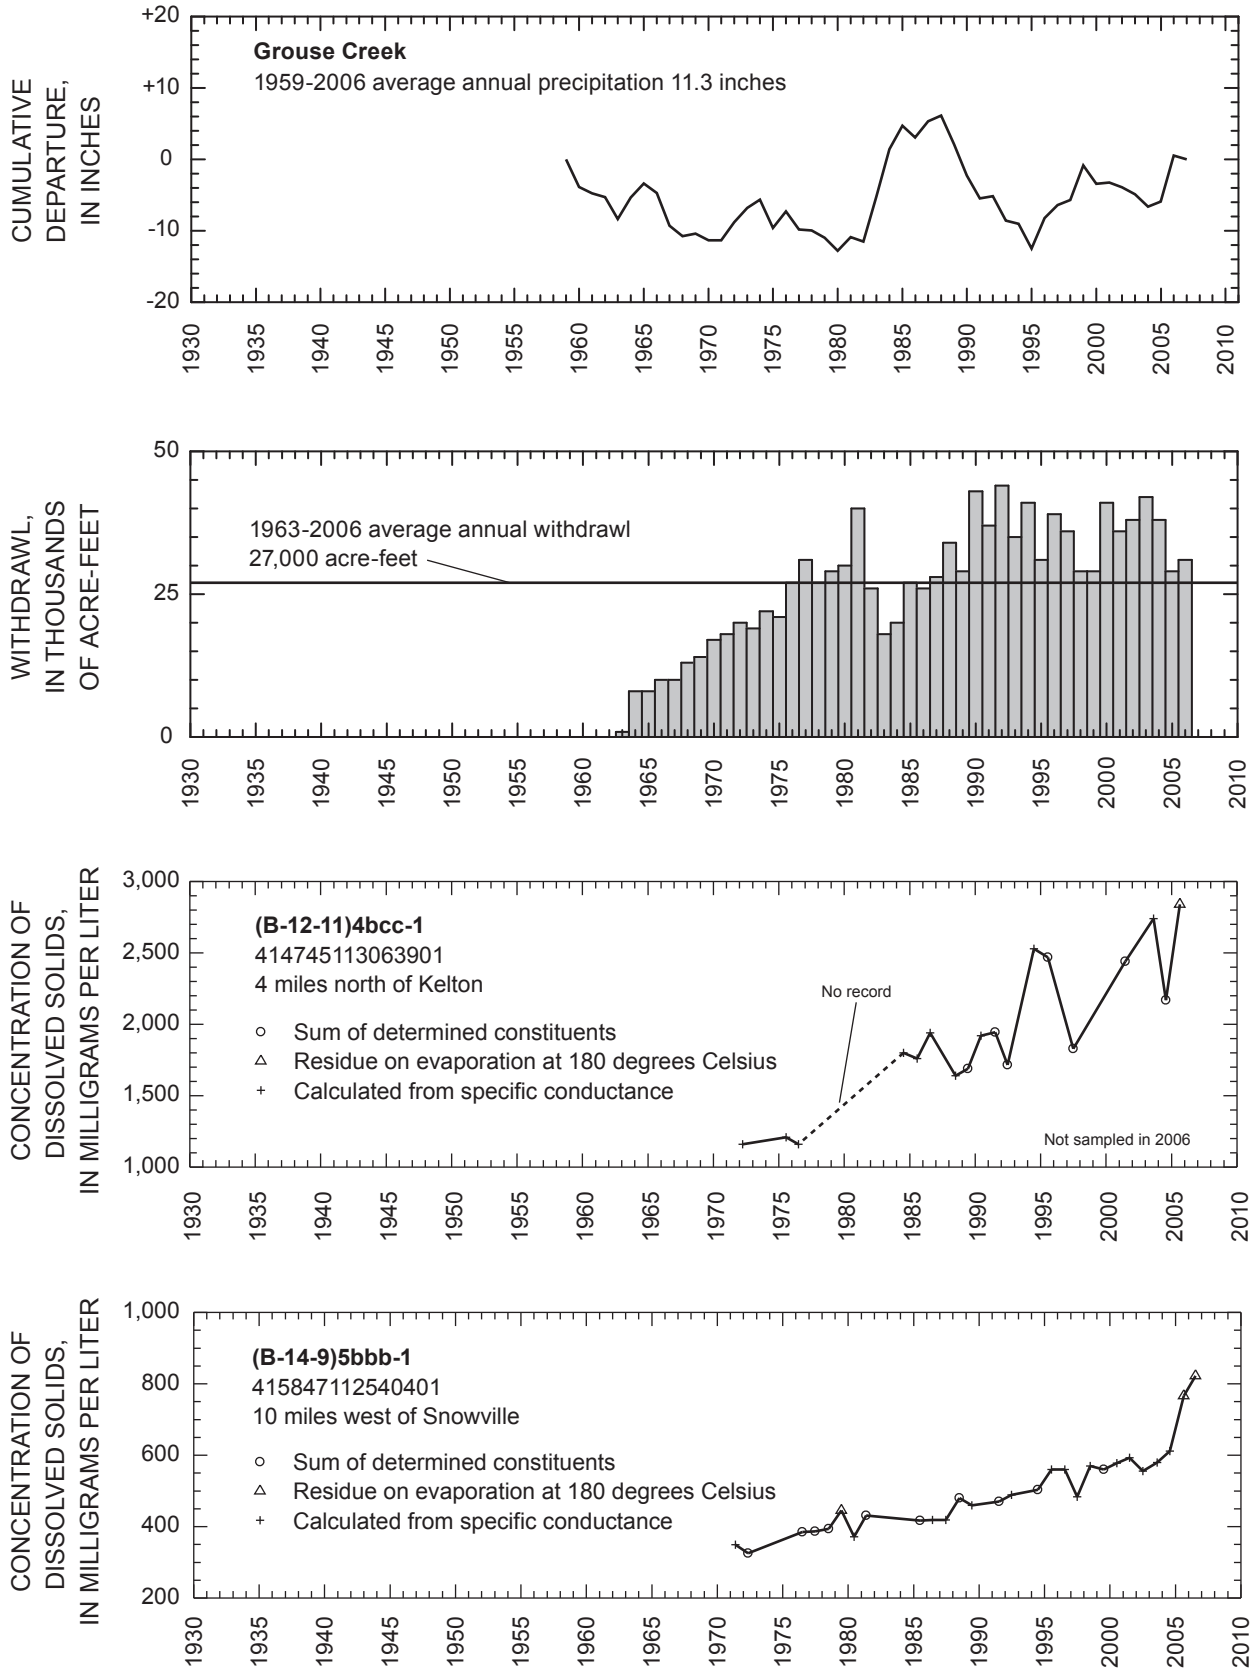 CUMULATIVE
DEPARTURE,
IN INCHES
+20
+10
0
-10
-20
Grouse Creek
1959-2006 average annual precipitation 11.3 inches
1930 1935 1940 1945 1950 1955 1960 1965 1970 1975 1980 1985 1990 1995 2000 2005 2010
WITHDRAWL,
IN THOUSANDS
OF ACRE-FEET
50
25
0
1963-2006 average annual withdrawl
27,000 acre-feet
1930 1935 1940 1945 1950 1955 1960 1965 1970 1975 1980 1985 1990 1995 2000 2005 2010
CONCENTRATION OF
DISSOLVED SOLIDS,
IN MILLIGRAMS PER LITER
3,000
2,500
2,000
1,500
1,000
(B-12-11)4bcc-1
414745113063901
4 miles north of Kelton
Sum of determined constituents
Residue on evaporation at 180 degrees Celsius
Calculated from specific conductance
No record
Not sampled in 2006
1930 1935 1940 1945 1950 1955 1960 1965 1970 1975 1980 1985 1990 1995 2000 2005 2010
CONCENTRATION OF
DISSOLVED SOLIDS,
IN MILLIGRAMS PER LITER
1,000
800
600
400
200
(B-14-9)5bbb-1
415847112540401
10 miles west of Snowville
Sum of determined constituents
Residue on evaporation at 180 degrees Celsius
Calculated from specific conductance
1930 1935 1940 1945 1950 1955 1960 1965 1970 1975 1980 1985 1990 1995 2000 2005 2010